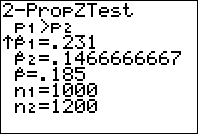 2-PropZTest
p1>p2
↑p̂1=.231
p̂2=.1466666667
p̂=.185
n1=1000
n2=1200